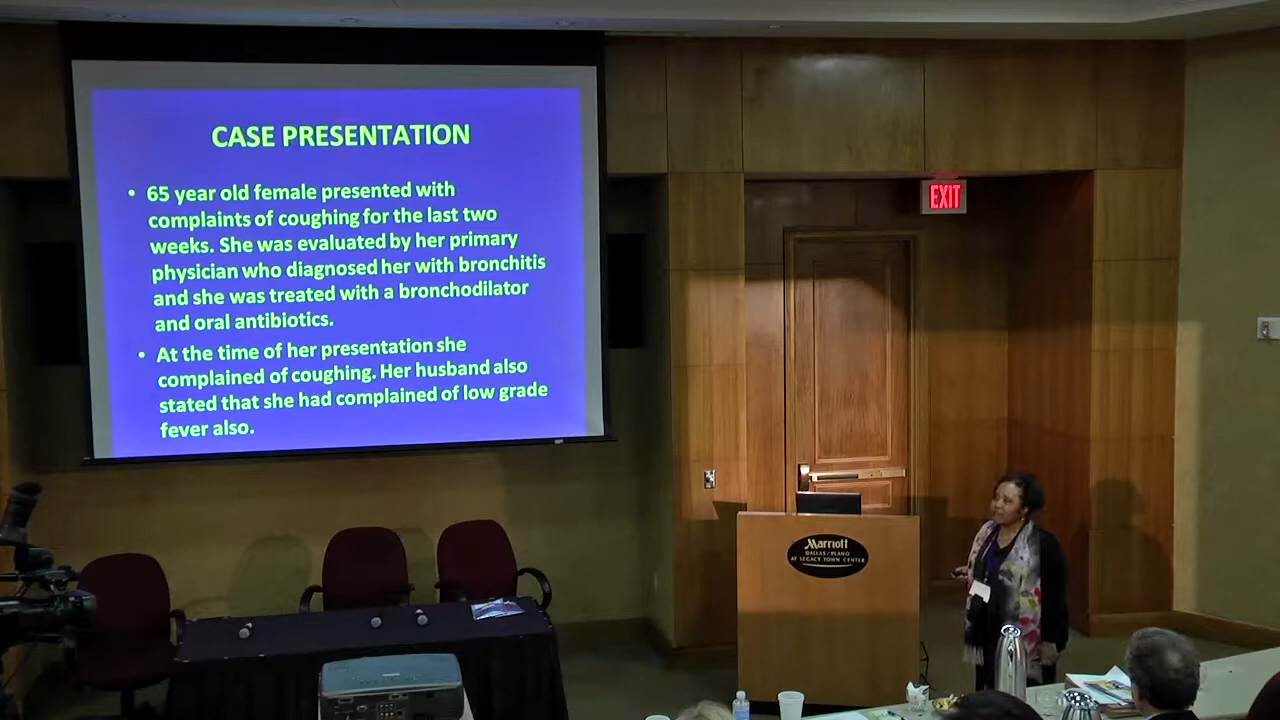 CASE PRESENTATION
• 65 year old female presented with
complaints of coughing for the last two
weeks. She was evaluated by her primary
physician who diagnosed her with bronchitis
and she was treated with a bronchodilator
and oral antibiotics.
• At the time of her presentation she
complained of coughing. Her husband also
stated that she had complained of low grade
fever also.
EXIT
Marriott
DALLAS/PLANO
AT LEGACY TOWN CENTER